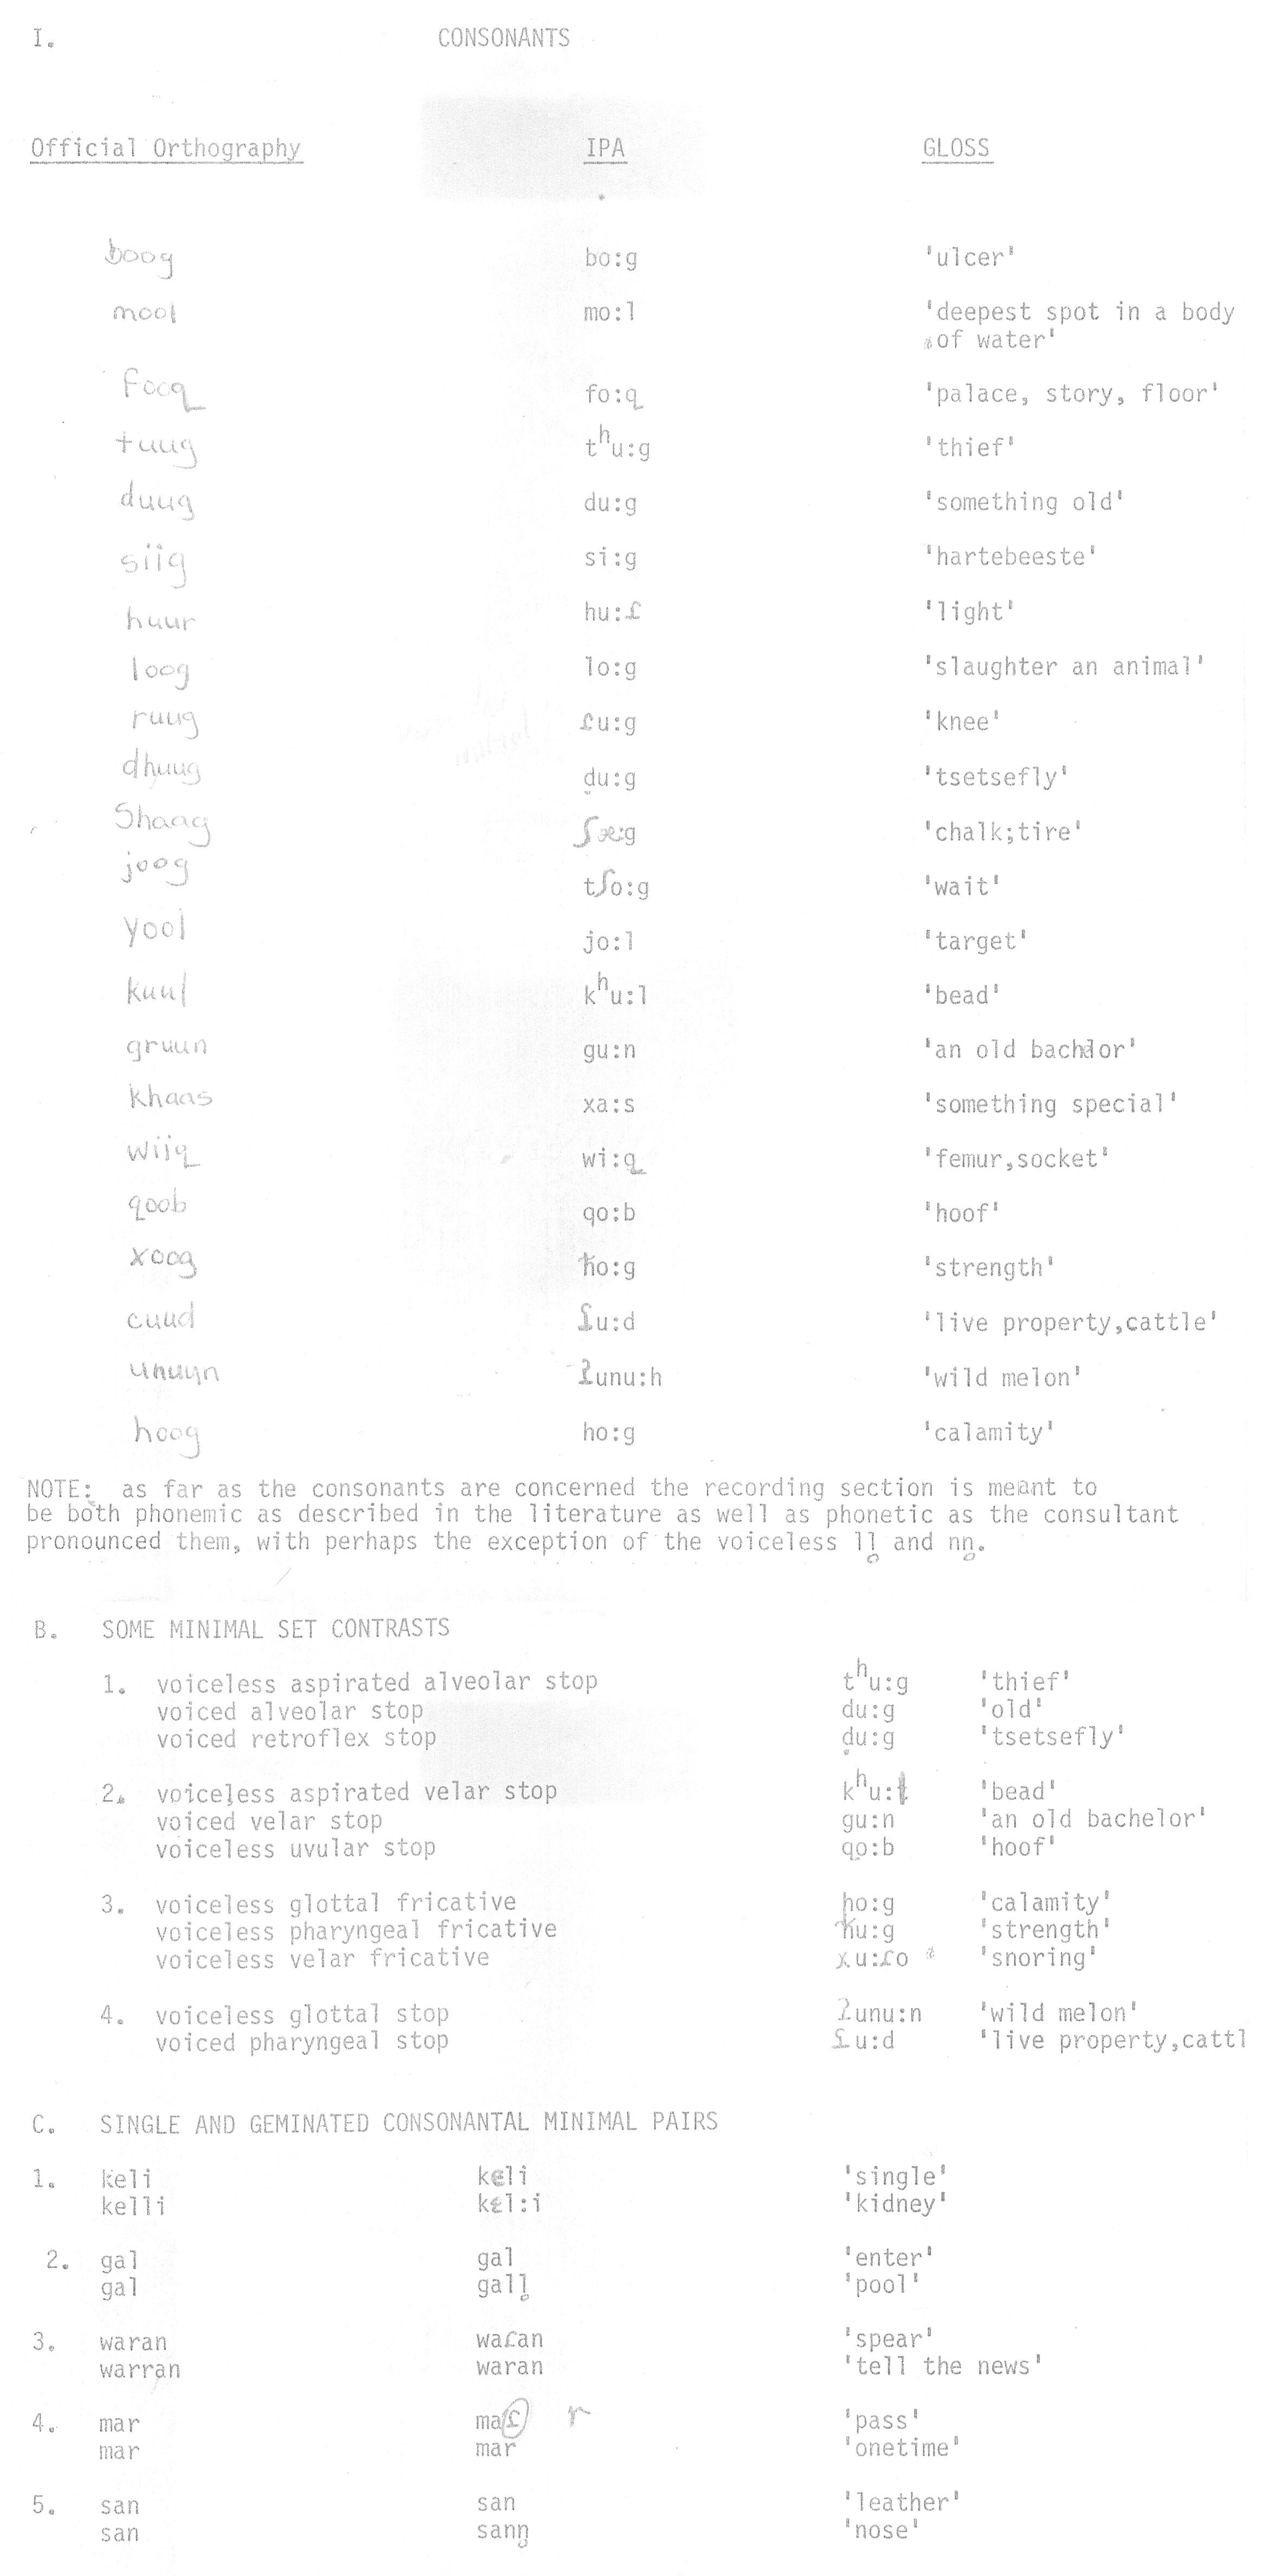 I. CONSONANTS
Official Orthography IPA GLOSS
boog bo:g 'ulcer'
mool mo:l 'deepest spot in a body
of water'
Fooq fo:q 'palace, story, floor'
tuug tʰu:g 'thief'
duug du:g 'something old'
siig si:g 'hartebeeste'
huur hu:ɾ 'light'
loog lo:g 'slaughter an animal'
ruug ɾu:g 'knee'
dhuug ḍu:g 'tsetsefly'
Shaag ʃæ:g 'chalk;tire'
joog tʃo:g 'wait'
yool jo:l 'target'
kuul kʰu:l 'bead'
gruun gu:n 'an old bachelor'
khaas xa:s 'something special'
wiiq wi:q 'femur,socket'
qoob qo:b 'hoof'
xoog ħo:g 'strength'
cuud ʕu:d 'live property,cattle'
unuun ʔunu:h 'wild melon'
hoog ho:g 'calamity'
NOTE: as far as the consonants are concerned the recording section is meant to
be both phonemic as described in the literature as well as phonetic as the consultant
pronounced them, with perhaps the exception of the voiceless ll̥ and nn̥.
B. SOME MINIMAL SET CONTRASTS
1. voiceless aspirated alveolar stop tʰu:g 'thief'
voiced alveolar stop du:g 'old'
voiced retroflex stop ḍu:g 'tsetsefly'
2. voiceless aspirated velar stop kʰu:l 'bead'
voiced velar stop gu:n 'an old bachelor'
voiceless uvular stop qo:b 'hoof'
3. voiceless glottal fricative ho:g 'calamity'
voiceless pharyngeal fricative ħu:g 'strength'
voiceless velar fricative xu:ɾo * 'snoring'
4. voiceless glottal stop ʔunu:n 'wild melon'
voiced pharyngeal stop ʕu:d 'live property,cattl
C. SINGLE AND GEMINATED CONSONANTAL MINIMAL PAIRS
1. keli kɛli 'single'
kelli kɛl:i 'kidney'
2. gal gal 'enter'
gal gall̥ 'pool'
3. waran waɾan 'spear'
warran waran 'tell the news'
4. mar maɾ r 'pass'
mar mar 'onetime'
5. san san 'leather'
san sann̥ 'nose'